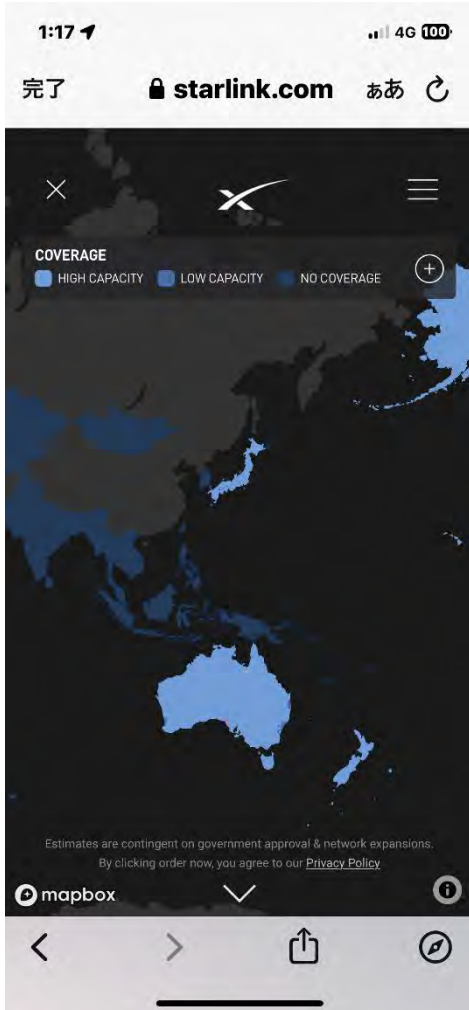 1:17 4G 100
完了 starlink.com ぁあ
COVERAGE
HIGH CAPACITY LOW CAPACITY NO COVERAGE
Estimates are contingent on government approval & network expansions.
By clicking order now, you agree to our Privacy Policy
mapbox